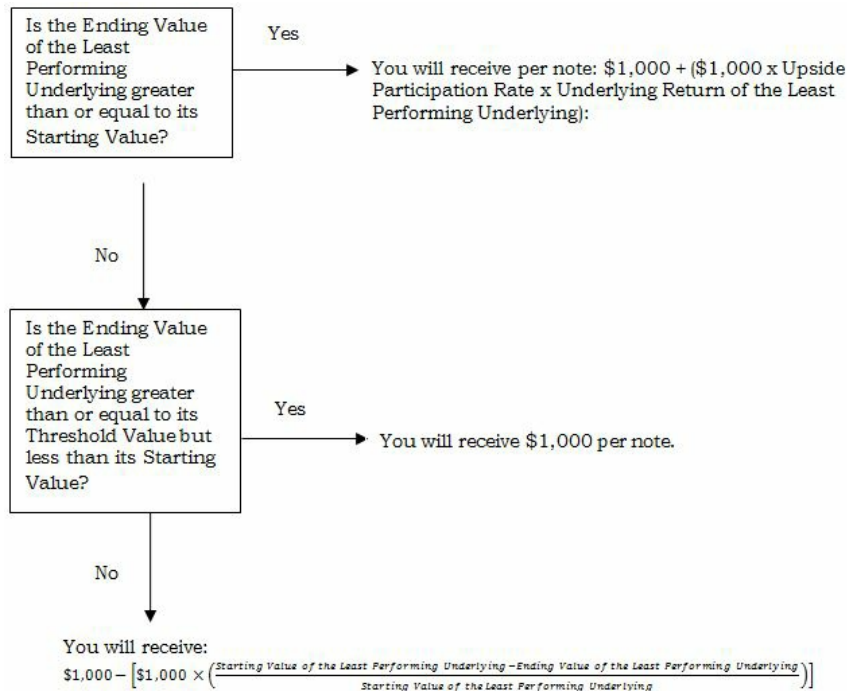 Is the Ending Value
of the Least
Performing
Underlying greater
than or equal to its
Starting Value?
Yes
You will receive per note: $1,000 + ($1,000 x Upside
Participation Rate x Underlying Return of the Least
Performing Underlying):
No
Is the Ending Value
of the Least
Performing
Underlying greater
than or equal to its
Threshold Value but
less than its Starting
Value?
Yes
You will receive $1,000 per note.
No
You will receive:
$1,000 − [$1,000 × (Starting Value of the Least Performing Underlying − Ending Value of the Least Performing Underlying
Starting Value of the Least Performing Underlying)]